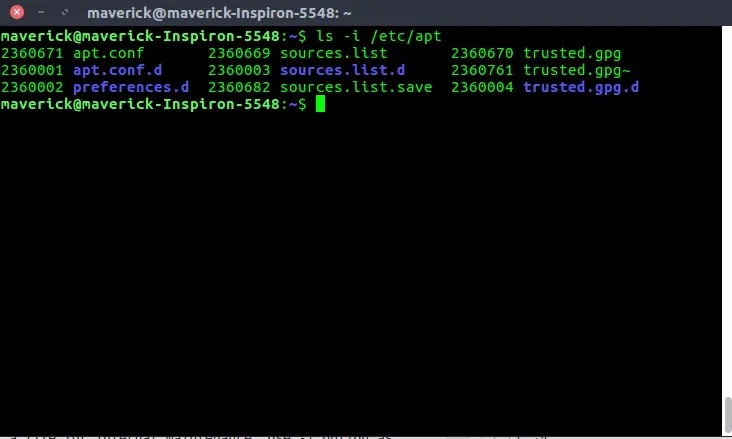 maverick@maverick-Inspiron-5548: ~
maverick@maverick-Inspiron-5548:~$ ls -i /etc/apt
2360671 apt.conf 2360669 sources.list 2360670 trusted.gpg
2360001 apt.conf.d 2360003 sources.list.d 2360761 trusted.gpg~
2360002 preferences.d 2360682 sources.list.save 2360004 trusted.gpg.d
maverick@maverick-Inspiron-5548:~$